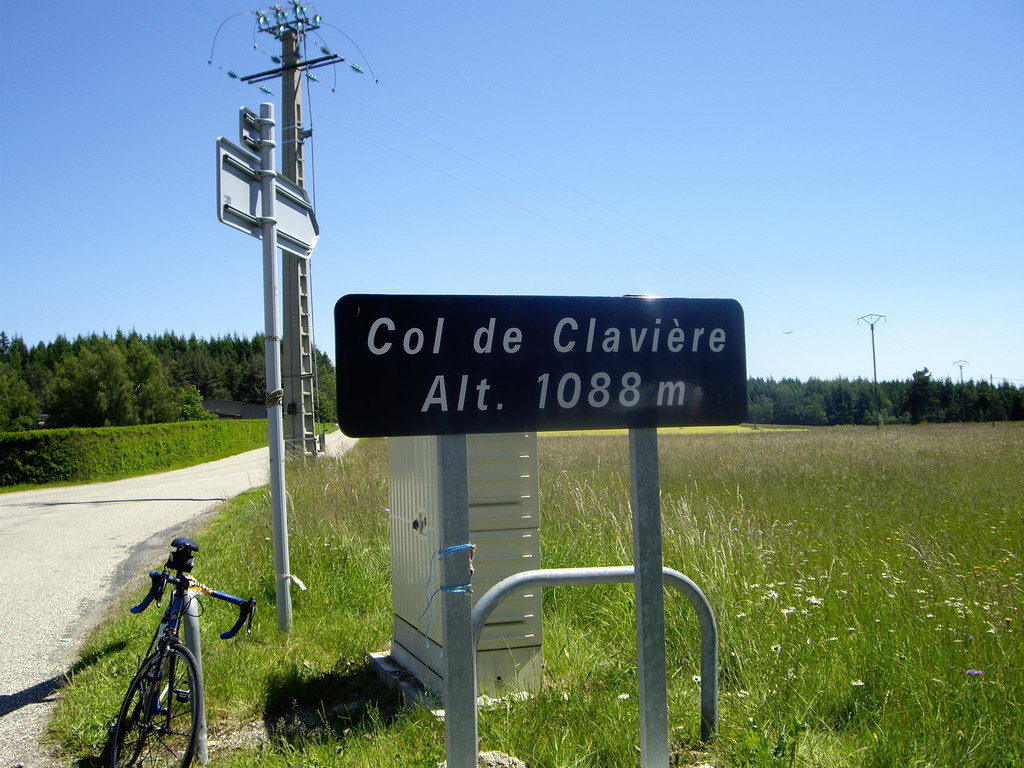 Col de Clavière
Alt. 1088 m